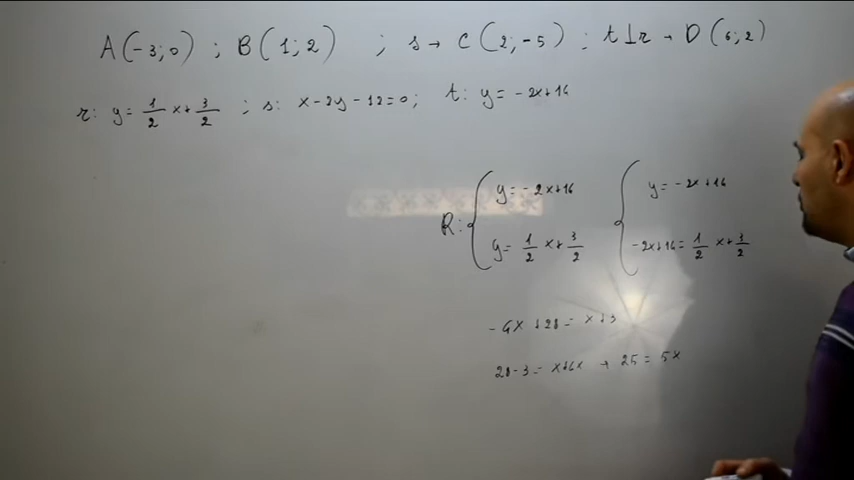 A(-3;0) ; B(1;2) ; s → C(2;-5) ; t⊥r → D(6;2)
r: y = 1/2 x + 3/2 ; s: x-2y-12=0 ; t: y = -2x+14
R: { y = -2x+14 { y = -2x+14
y = 1/2 x + 3/2 -2x+14 = 1/2 x + 3/2
-4x+28 = x+3
28-3 = x+4x → 25 = 5x